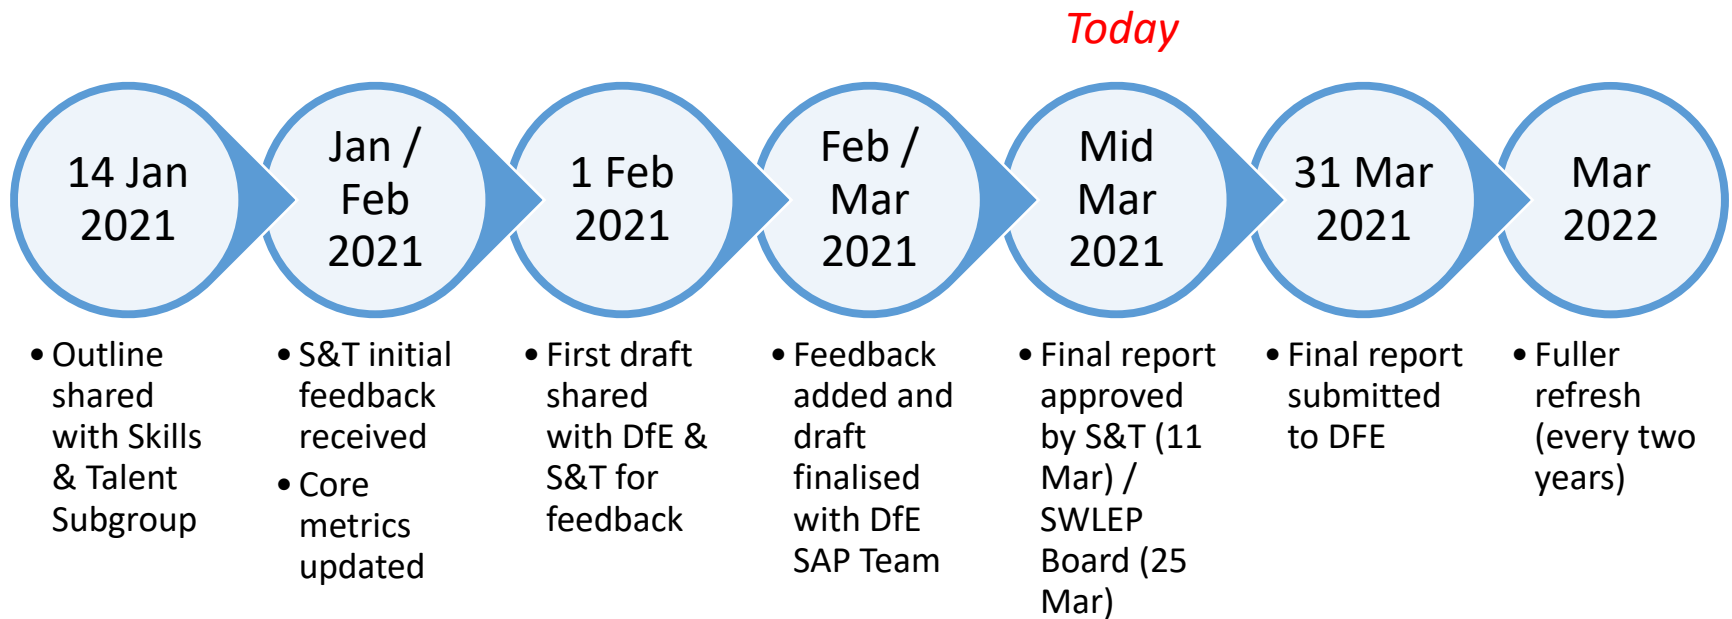 Today
14 Jan
2021
Jan /
Feb
2021
1 Feb
2021
Feb /
Mar
2021
Mid
Mar
2021
31 Mar
2021
Mar
2022
• Outline
shared
with Skills
& Talent
Subgroup
• S&T initial
feedback
received
• Core
metrics
updated
• First draft
shared
with DfE &
S&T for
feedback
• Feedback
added and
draft
finalised
with DfE
SAP Team
• Final report
approved
by S&T (11
Mar) /
SWLEP
Board (25
Mar)
• Final report
submitted
to DFE
• Fuller
refresh
(every two
years)